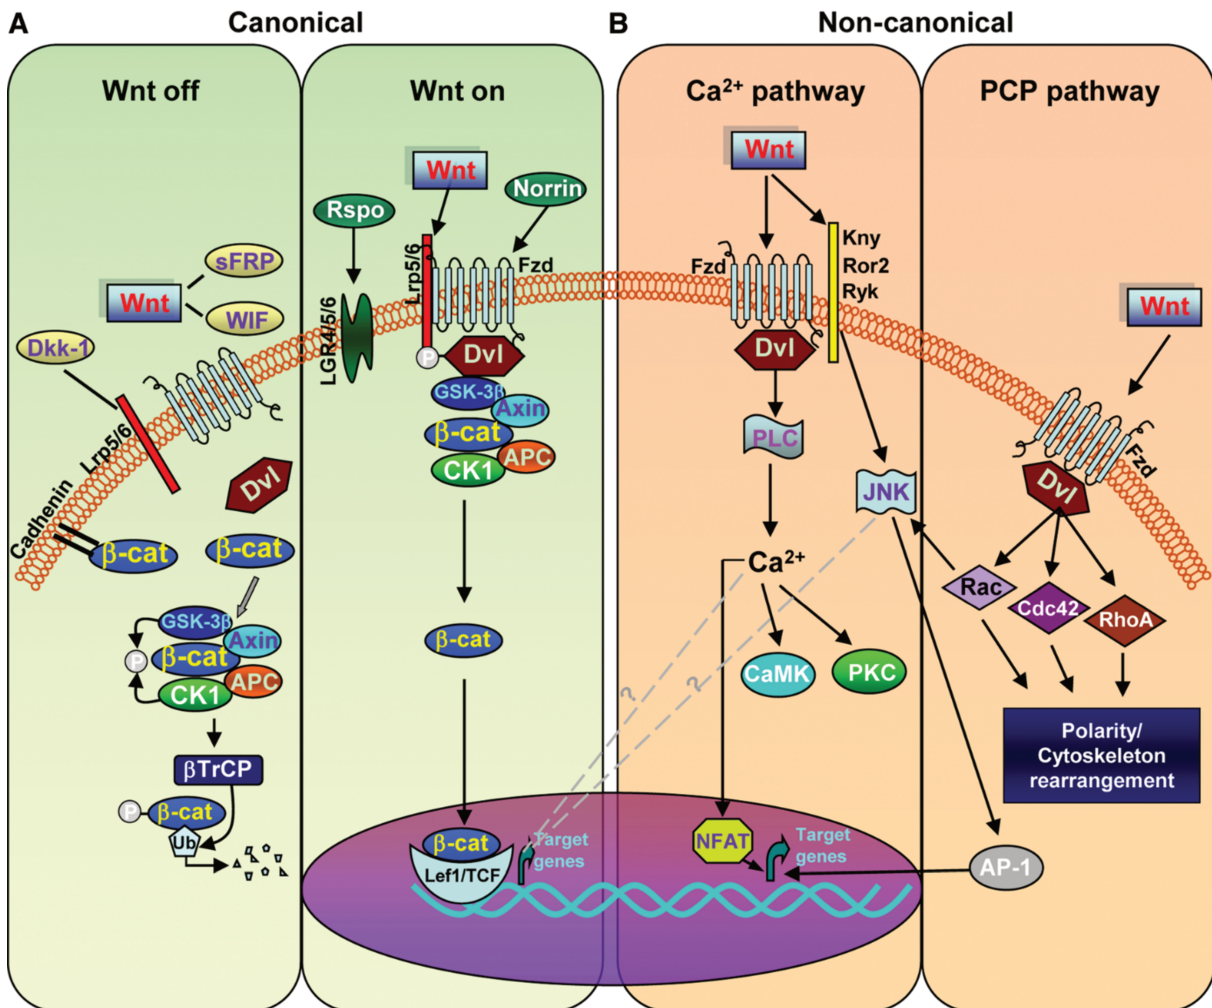 A
Canonical
B
Non-canonical
Wnt off
Wnt on
Ca²⁺ pathway
PCP pathway
sFRP
Wnt
WIF
Dkk-1
Lrp5/6
Cadhenin
Dvl
β-cat
β-cat
GSK-3β
Axin
P
β-cat
APC
CK1
βTrCP
P
β-cat
Ub
Wnt
Norrin
Rspo
Lrp5/6
Fzd
LGR4/5/6
P
Dvl
GSK-3β
Axin
β-cat
APC
CK1
β-cat
β-cat
Lef1/TCF
Target
genes
Wnt
Kny
Fzd
Ror2
Ryk
Dvl
PLC
JNK
Ca²⁺
?
?
CaMK
PKC
NFAT
Target
genes
Wnt
Fzd
Dvl
Rac
Cdc42
RhoA
Polarity/
Cytoskeleton
rearrangement
AP-1